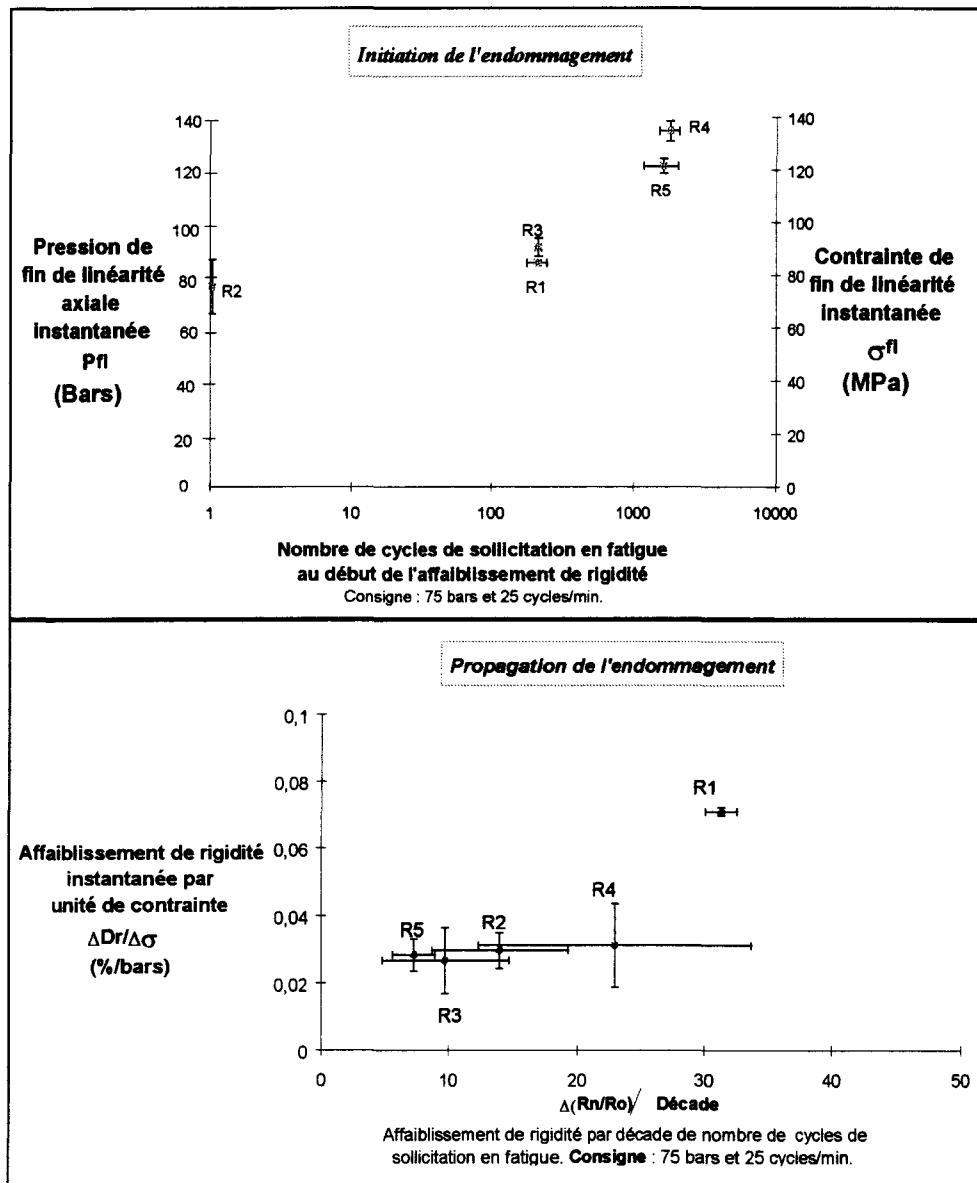 Initiation de l'endommagement
140
120
100
80
60
40
20
0
Pression de
fin de linéarité
axiale
instantanée
Pfl
(Bars)
R2
R3
R1
R4
R5
140
120
100
80
60
40
20
0
Contrainte de
fin de linéarité
instantanée
σfl
(MPa)
1
10
100
1000
10000
Nombre de cycles de sollicitation en fatigue
au début de l'affaiblissement de rigidité
Consigne : 75 bars et 25 cycles/min.
Propagation de l'endommagement
0,1
0,08
0,06
0,04
0,02
0
Affaiblissement de rigidité
instantanée par
unité de contrainte
ΔDr/Δσ
(%/bars)
R1
R4
R5
R2
R3
0
10
20
30
40
50
Δ(Rn/Ro)/ Décade
Affaiblissement de rigidité par décade de nombre de cycles de
sollicitation en fatigue. Consigne : 75 bars et 25 cycles/min.